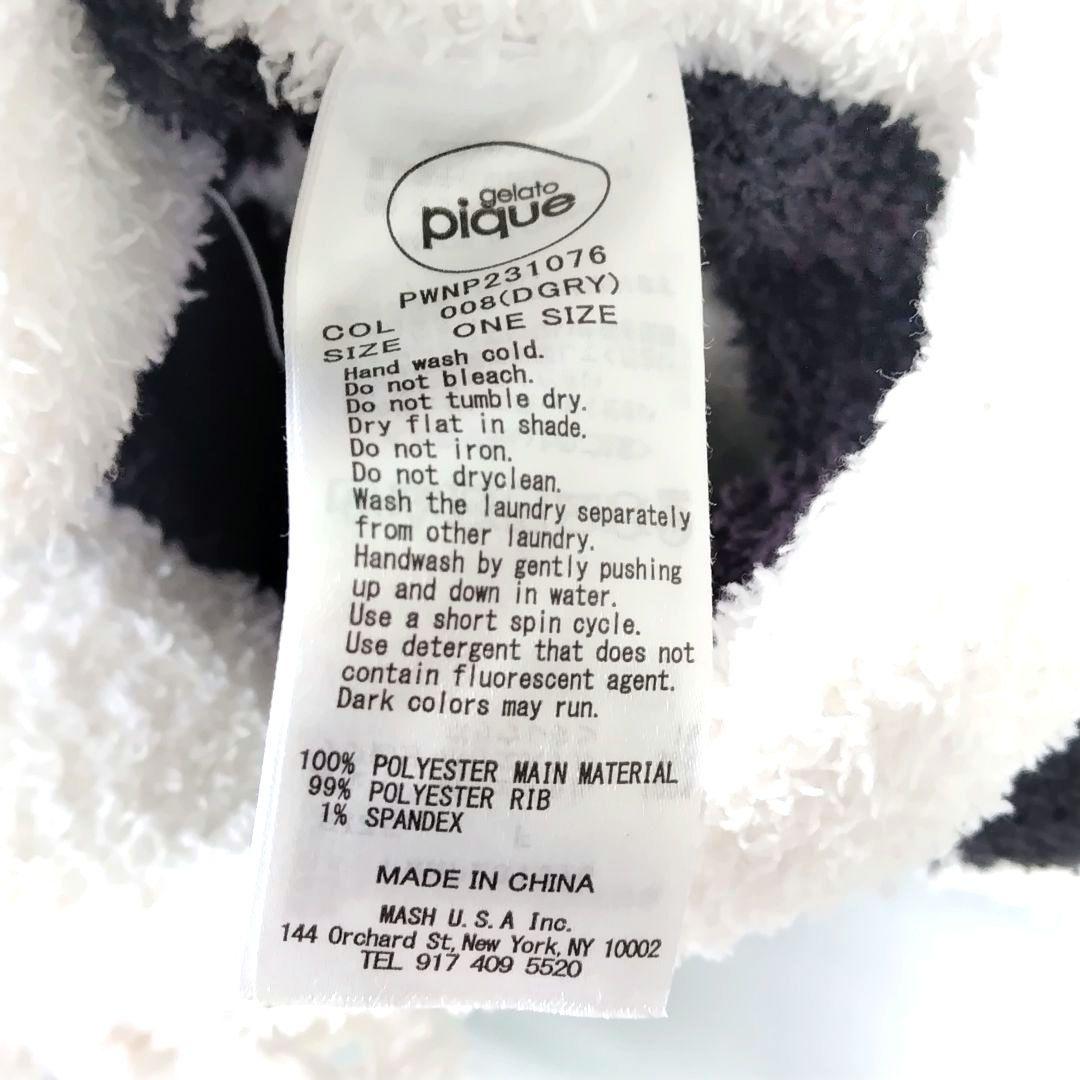 gelato
pique
PWNP231076
COL 008(DGRY)
SIZE ONE SIZE
Hand wash cold.
Do not bleach.
Do not tumble dry.
Dry flat in shade.
Do not iron.
Do not dryclean.
Wash the laundry separately
from other laundry.
Handwash by gently pushing
up and down in water.
Use a short spin cycle.
Use detergent that does not
contain fluorescent agent.
Dark colors may run.
100% POLYESTER MAIN MATERIAL
99% POLYESTER RIB
1% SPANDEX
MADE IN CHINA
MASH U.S.A Inc.
144 Orchard St, New York, NY 10002
TEL 917 409 5520